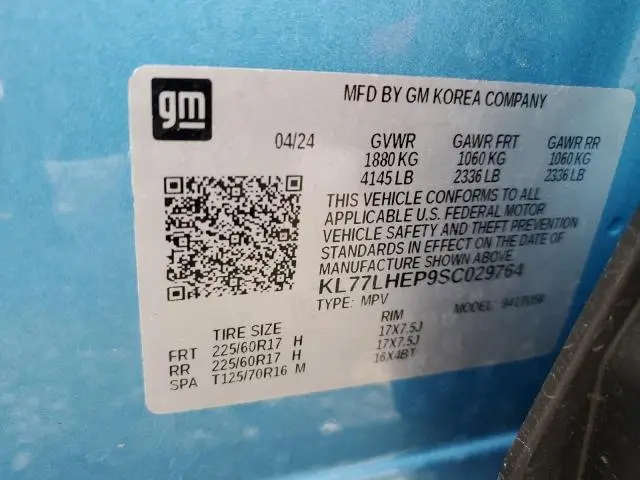 gm
MFD BY GM KOREA COMPANY
04/24 GVWR GAWR FRT GAWR RR
1880 KG 1060 KG 1060 KG
4145 LB 2336 LB 2336 LB
THIS VEHICLE CONFORMS TO ALL
APPLICABLE U.S. FEDERAL MOTOR
VEHICLE SAFETY AND THEFT PREVENTION
STANDARDS IN EFFECT ON THE DATE OF
MANUFACTURE SHOWN ABOVE.
KL77LHEP9SC029764
TYPE: MPV MODEL:
TIRE SIZE RIM
FRT 225/60R17 H 17X7.5J
RR 225/60R17 H 17X7.5J
SPA T125/70R16 M 16X4BT